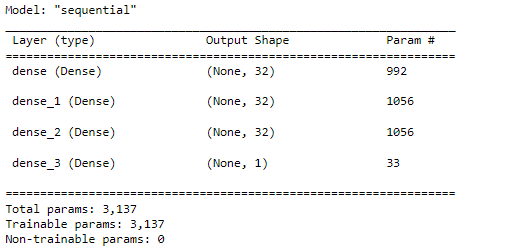 Model: "sequential"
_________________________________________________________________
Layer (type) Output Shape Param #
=================================================================
dense (Dense) (None, 32) 992
dense_1 (Dense) (None, 32) 1056
dense_2 (Dense) (None, 32) 1056
dense_3 (Dense) (None, 1) 33
=================================================================
Total params: 3,137
Trainable params: 3,137
Non-trainable params: 0